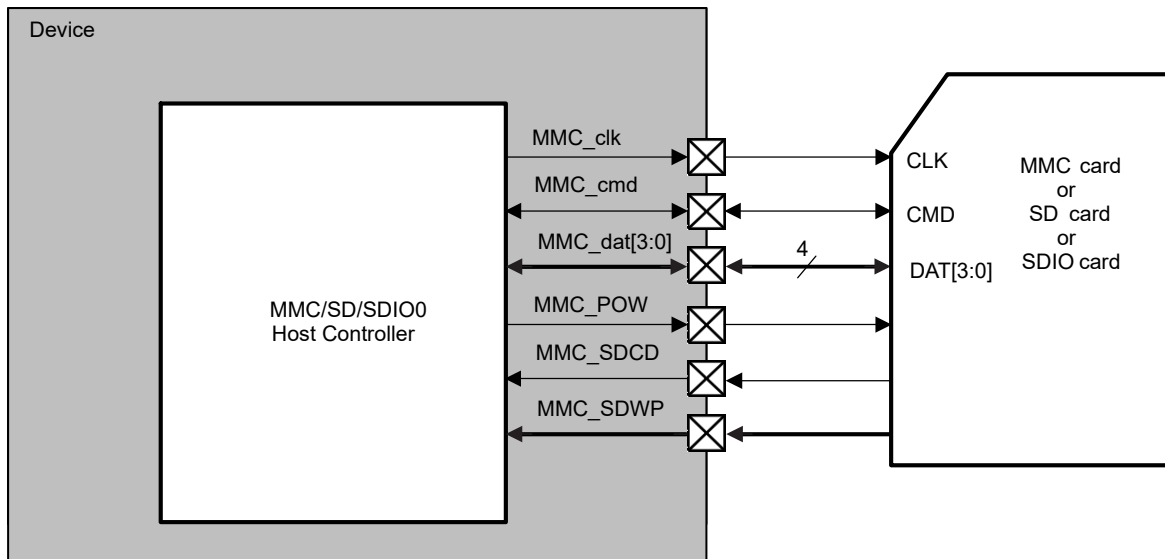 Device
MMC_clk
CLK
MMC card
or
SD card
or
SDIO card
MMC_cmd
CMD
MMC_dat[3:0]
4
DAT[3:0]
MMC/SD/SDIO0
Host Controller
MMC_POW
MMC_SDCD
MMC_SDWP